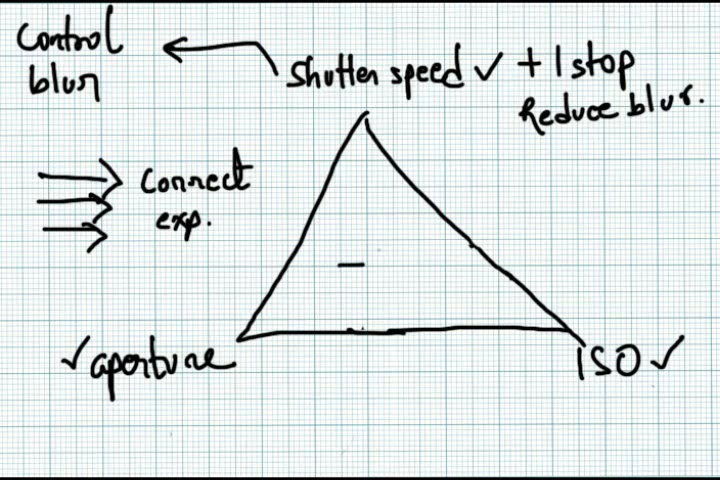 Control
blur
Shutter speed ✓ + 1 stop
Reduce blur.
Correct
exp.
✓ aperture
ISO ✓